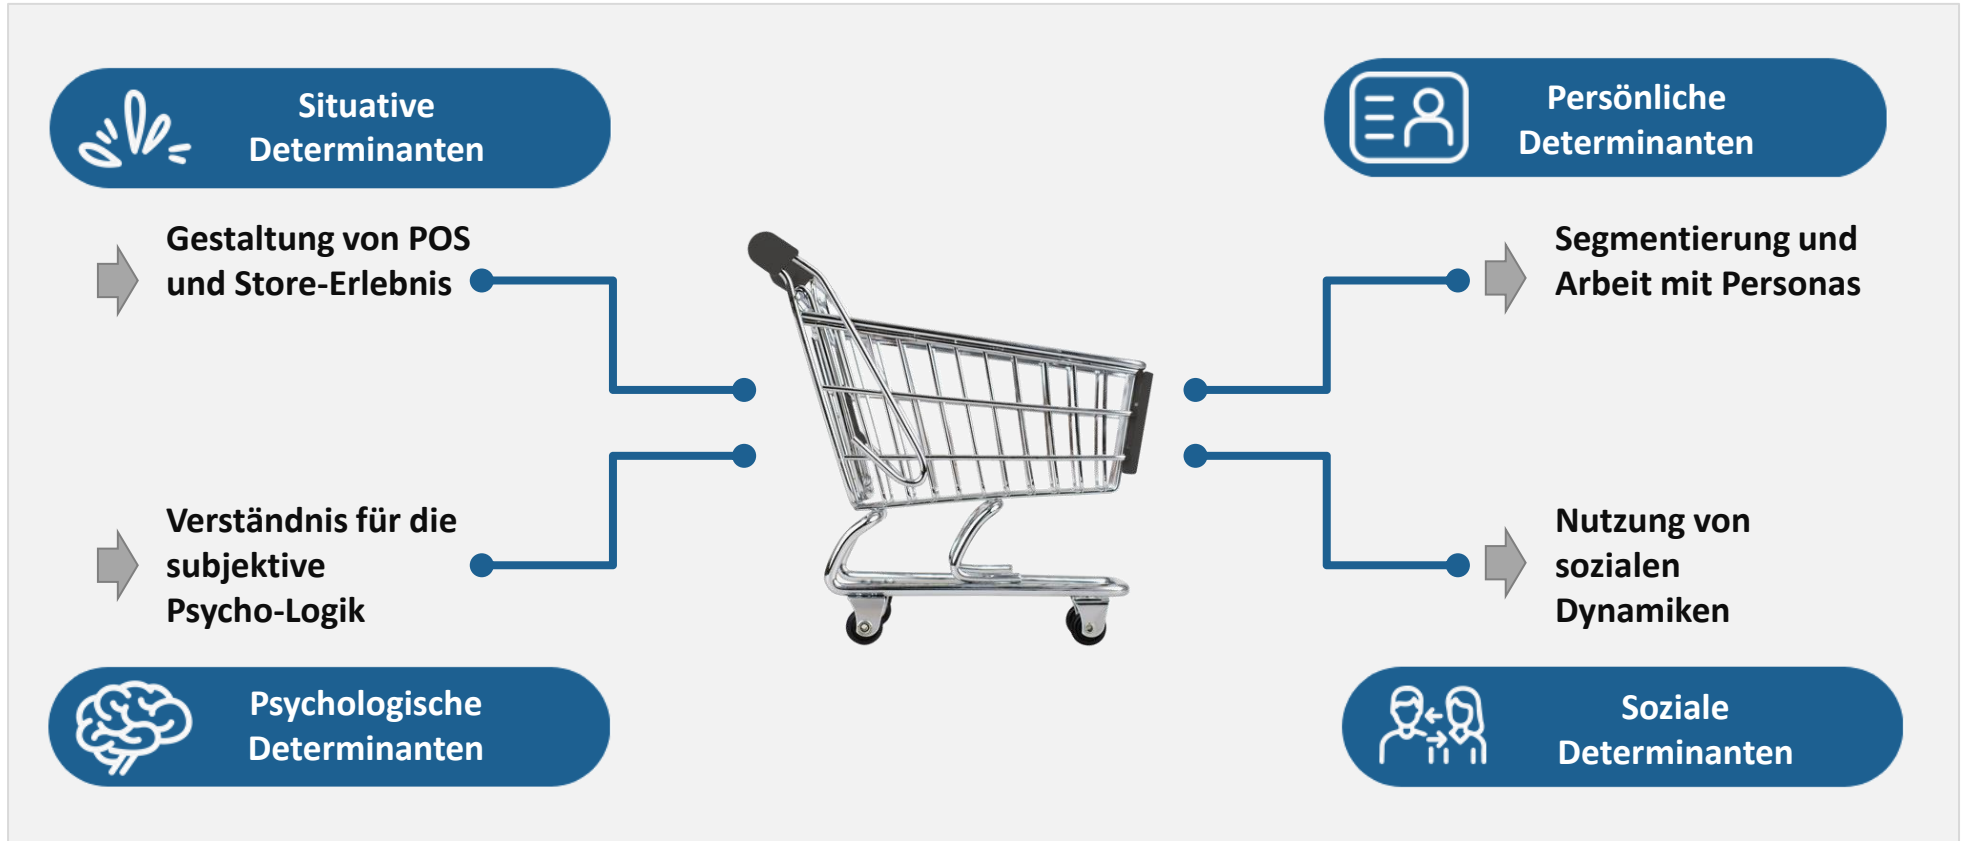 Situative
Determinanten
Gestaltung von POS
und Store-Erlebnis
Verständnis für die
subjektive
Psycho-Logik
Psychologische
Determinanten
Persönliche
Determinanten
Segmentierung und
Arbeit mit Personas
Nutzung von
sozialen
Dynamiken
Soziale
Determinanten